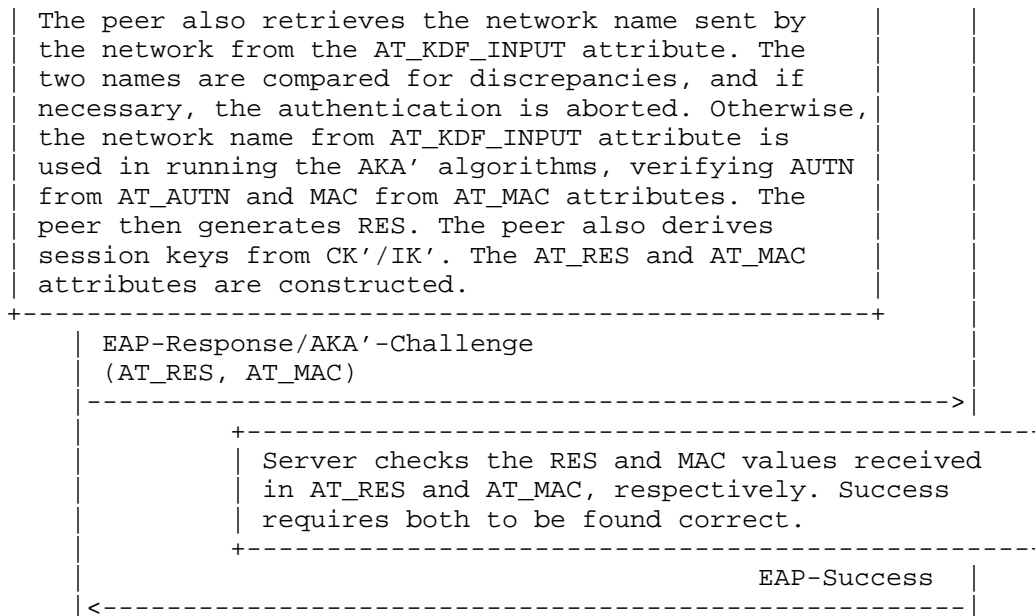 The peer also retrieves the network name sent by
the network from the AT_KDF_INPUT attribute. The
two names are compared for discrepancies, and if
necessary, the authentication is aborted. Otherwise,
the network name from AT_KDF_INPUT attribute is
used in running the AKA' algorithms, verifying AUTN
from AT_AUTN and MAC from AT_MAC attributes. The
peer then generates RES. The peer also derives
session keys from CK'/IK'. The AT_RES and AT_MAC
attributes are constructed.
EAP-Response/AKA'-Challenge
(AT_RES, AT_MAC)
Server checks the RES and MAC values received
in AT_RES and AT_MAC, respectively. Success
requires both to be found correct.
EAP-Success